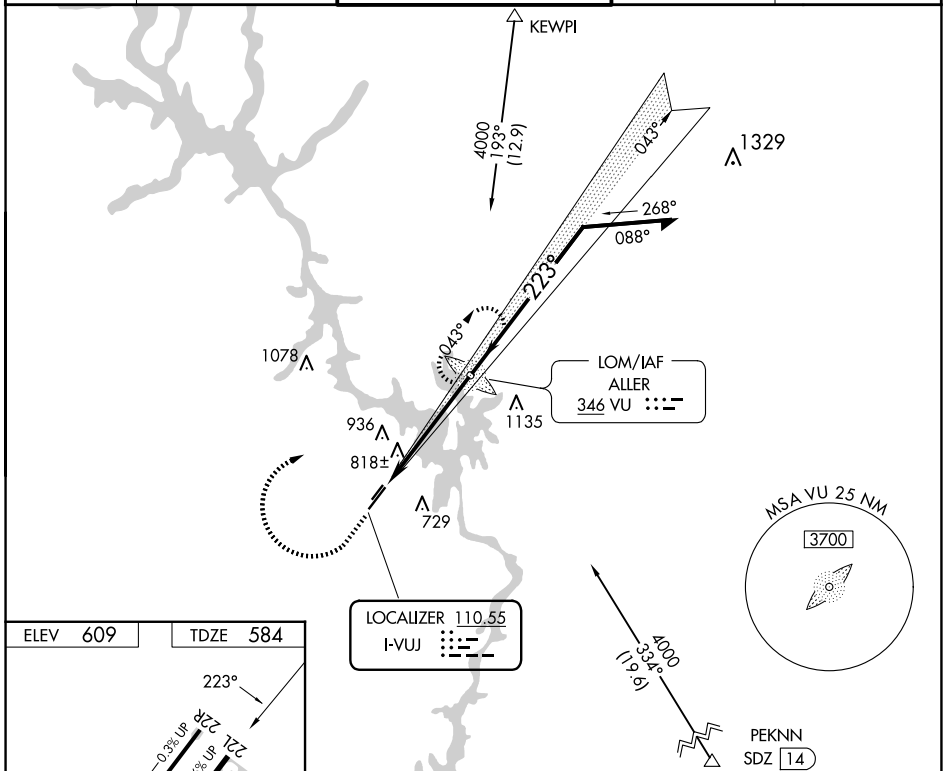 KEWPI
4000
193°
(12.9)
043°
1329
268°
088°
223°
043°
1078
LOM/IAF
ALLER
346 VU
1135
936
818±
729
MSA VU 25 NM
3700
LOCALIZER 110.55
I-VUJ
4000
334°
(19.6)
ELEV 609
TDZE 584
223°
22R
22L
0.3% UP
% UP
PEKNN
SDZ 14